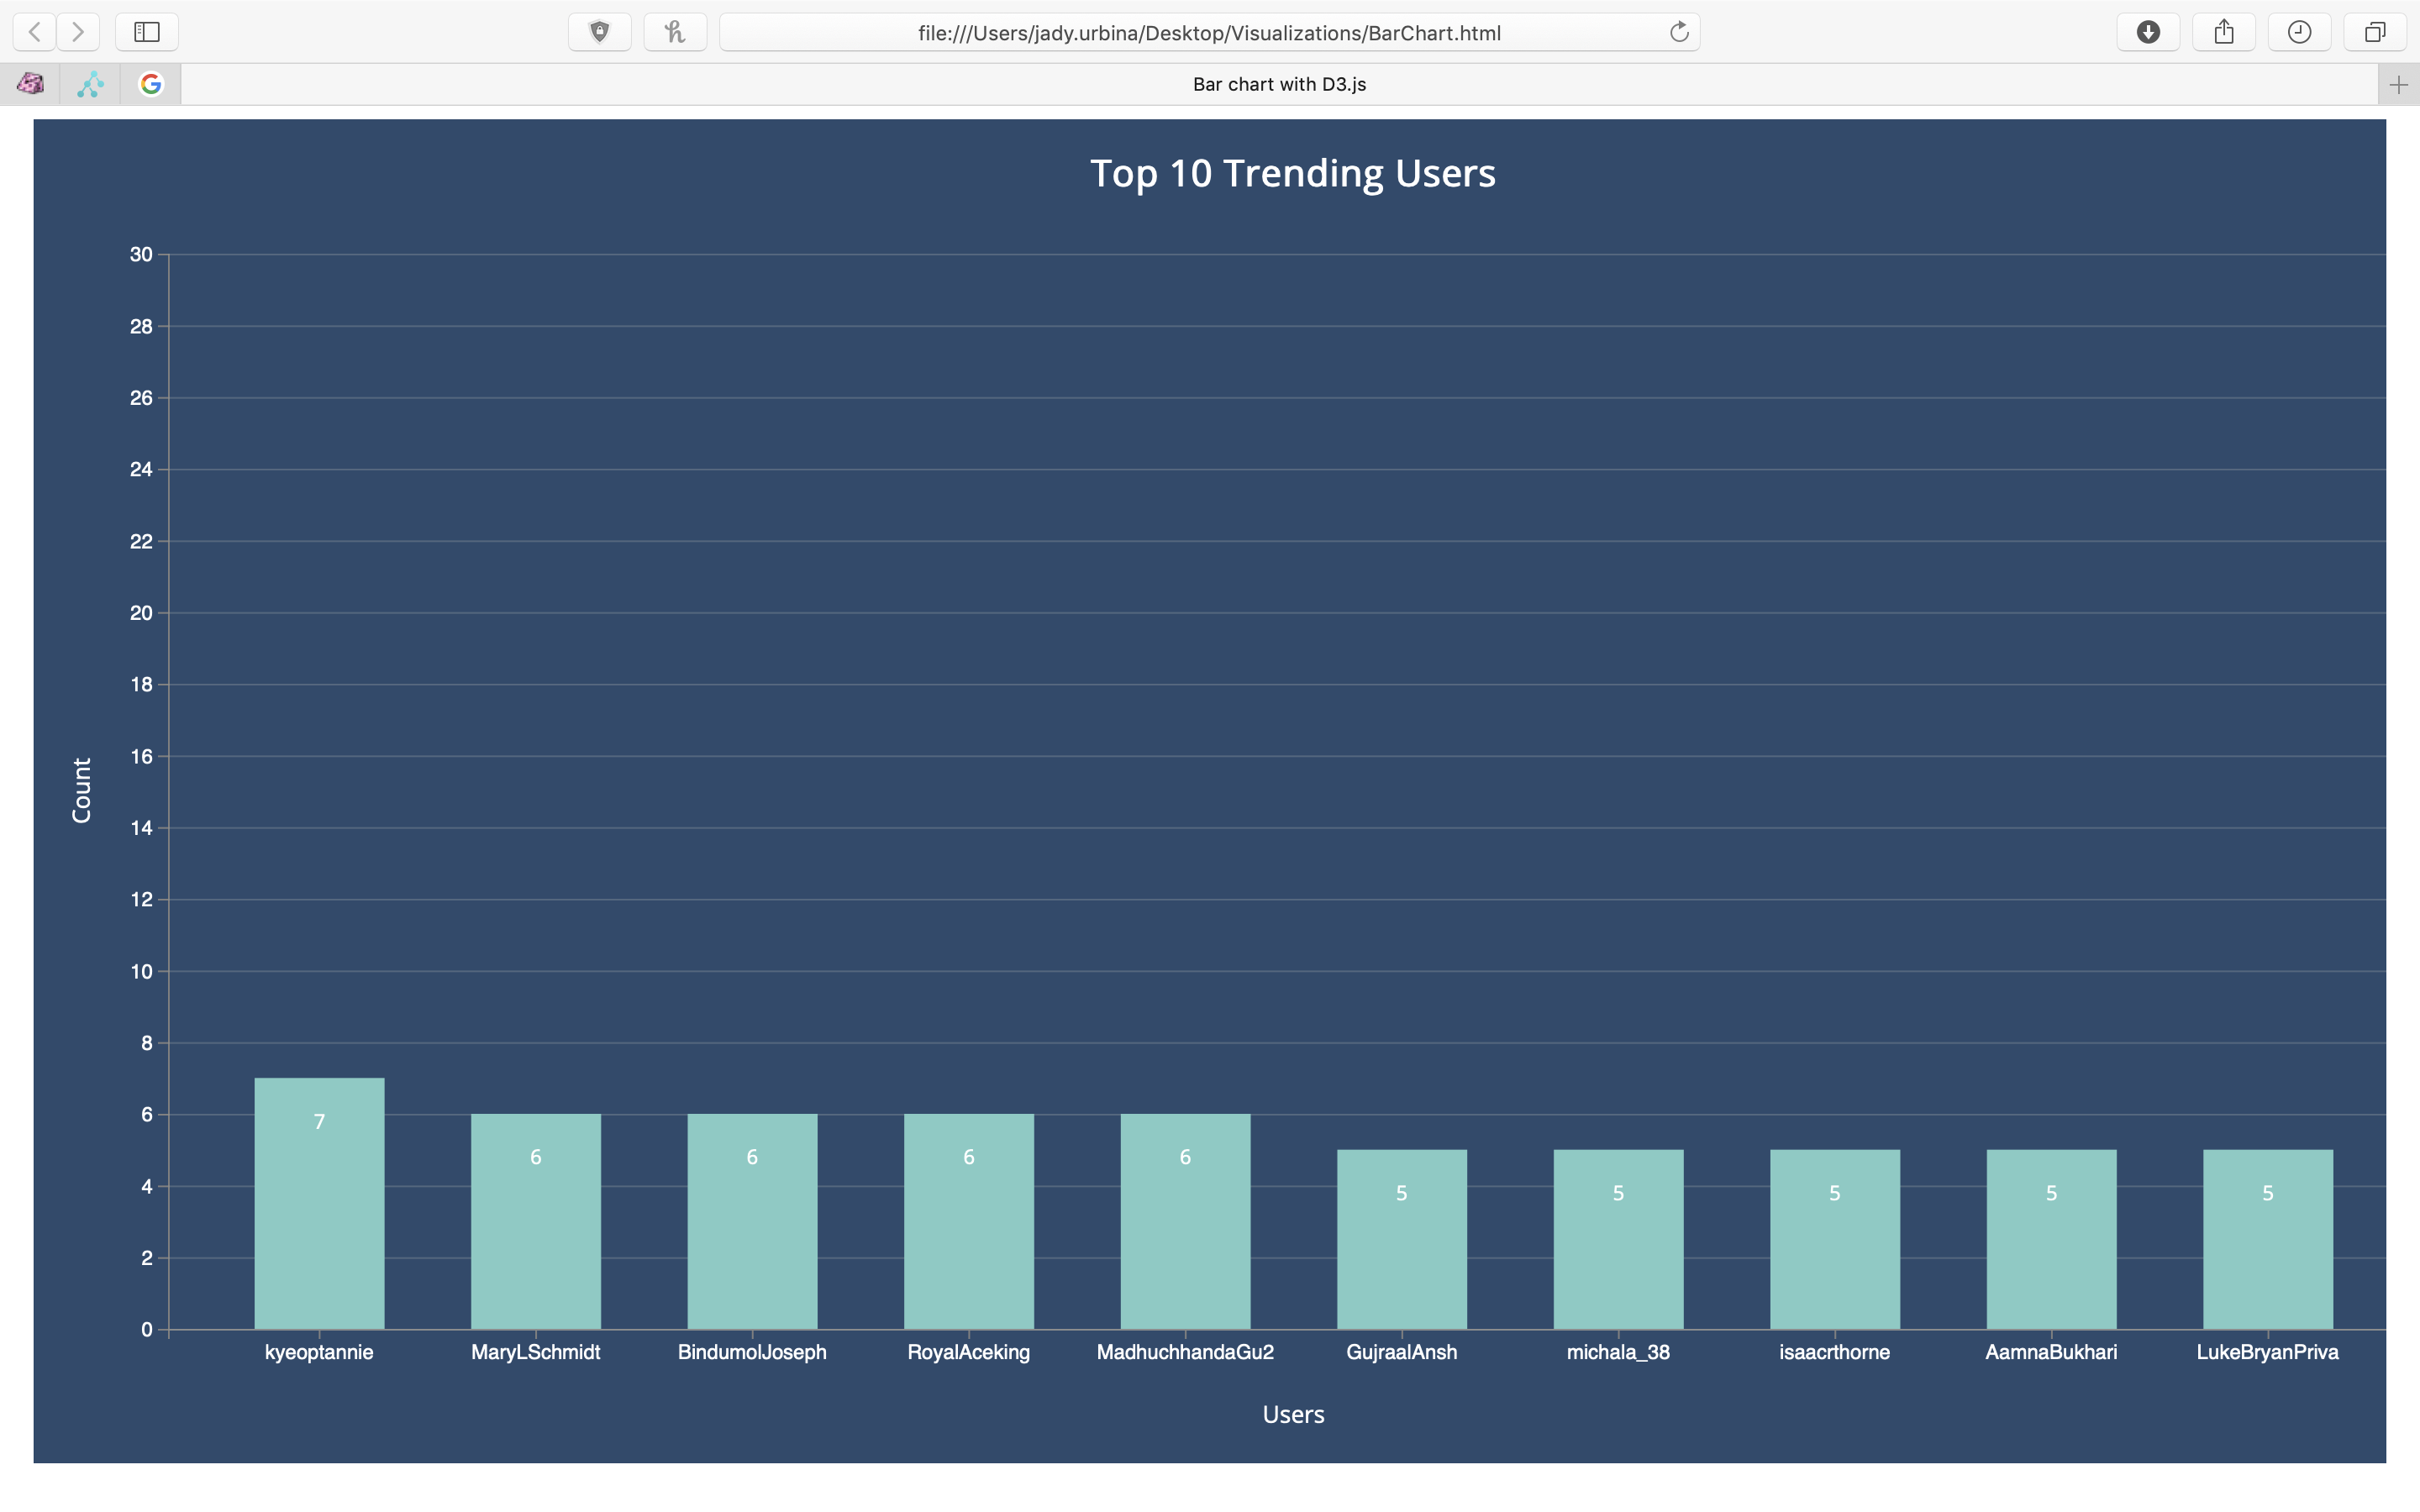 file:///Users/jady.urbina/Desktop/Visualizations/BarChart.html
Bar chart with D3.js
Top 10 Trending Users
30
28
26
24
22
20
18
16
14
12
10
8
6
4
2
0
Count
7
6
6
6
6
5
5
5
5
5
kyeoptannie
MaryLSchmidt
BindumolJoseph
RoyalAceking
MadhuchhandaGu2
GujraalAnsh
michala_38
isaacrthorne
AamnaBukhari
LukeBryanPriva
Users